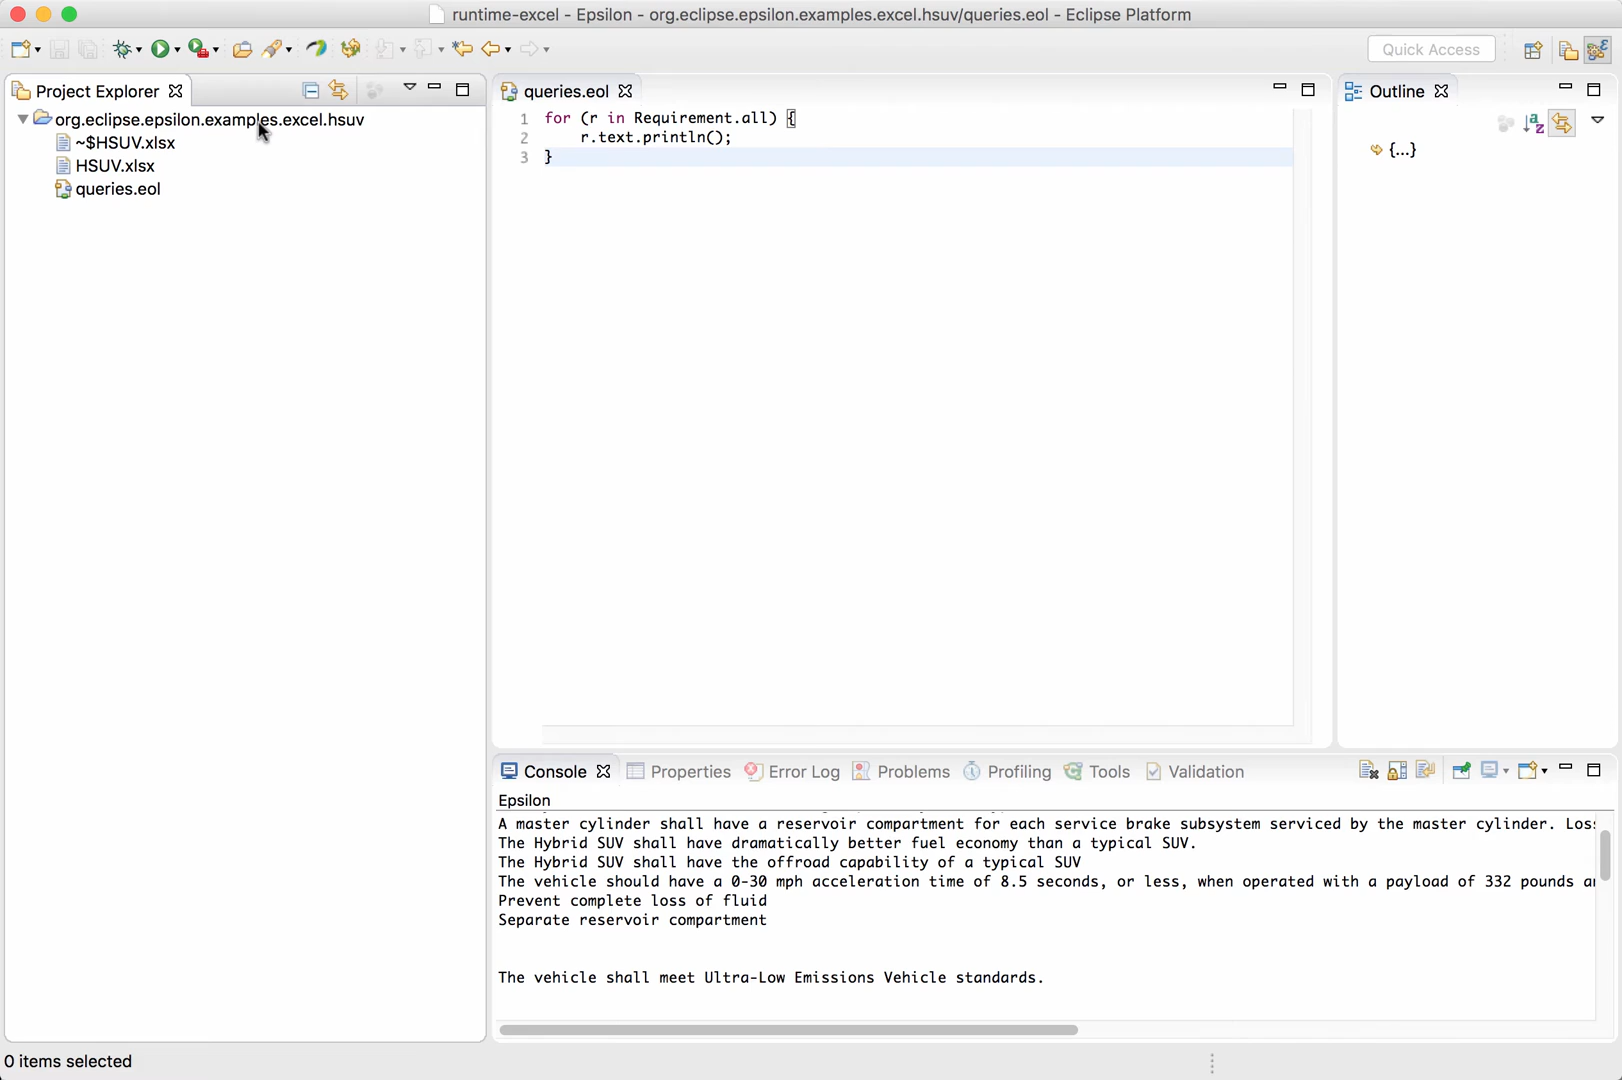 runtime-excel - Epsilon - org.eclipse.epsilon.examples.excel.hsuv/queries.eol - Eclipse Platform
Quick Access
Project Explorer
org.eclipse.epsilon.examples.excel.hsuv
~$HSUV.xlsx
HSUV.xlsx
queries.eol
queries.eol
1 for (r in Requirement.all) {
2 r.text.println();
3 }
Outline
{...}
Console
Properties
Error Log
Problems
Profiling
Tools
Validation
Epsilon
A master cylinder shall have a reservoir compartment for each service brake subsystem serviced by the master cylinder. Los
The Hybrid SUV shall have dramatically better fuel economy than a typical SUV.
The Hybrid SUV shall have the offroad capability of a typical SUV
The vehicle should have a 0-30 mph acceleration time of 8.5 seconds, or less, when operated with a payload of 332 pounds a
Prevent complete loss of fluid
Separate reservoir compartment
The vehicle shall meet Ultra-Low Emissions Vehicle standards.
0 items selected